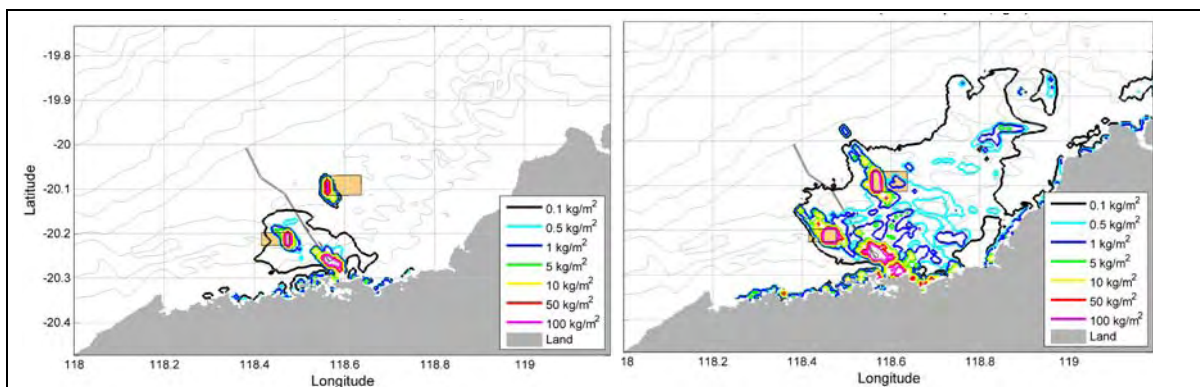 -19.8
-19.9
-20
-20.1
-20.2
-20.3
-20.4
Latitude
118
118.2
118.4
118.6
118.8
119
Longitude
0.1 kg/m²
0.5 kg/m²
1 kg/m²
5 kg/m²
10 kg/m²
50 kg/m²
100 kg/m²
Land
118
118.2
118.4
118.6
118.8
119
Longitude
0.1 kg/m²
0.5 kg/m²
1 kg/m²
5 kg/m²
10 kg/m²
50 kg/m²
100 kg/m²
Land